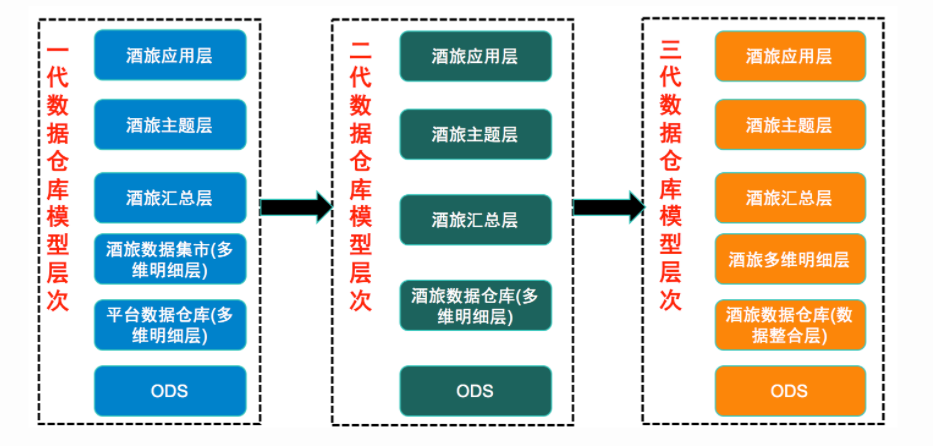 一代数据仓库模型层次
酒旅应用层
酒旅主题层
酒旅汇总层
酒旅数据集市(多
维明细层)
平台数据仓库(多
维明细层)
ODS
二代数据仓库模型层次
酒旅应用层
酒旅主题层
酒旅汇总层
酒旅数据仓库(多
维明细层)
ODS
三代数据仓库模型层次
酒旅应用层
酒旅主题层
酒旅汇总层
酒旅多维明细层
酒旅数据仓库(数
据整合层)
ODS